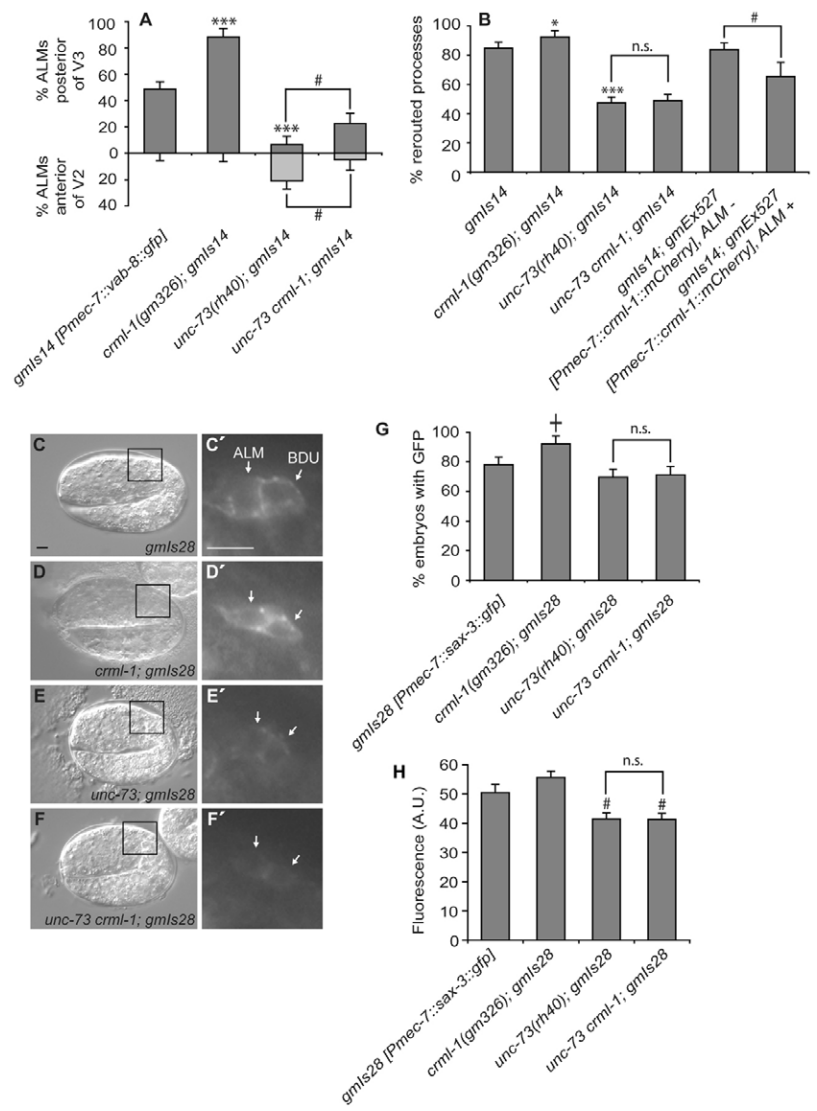 A
% ALMs posterior
of V3
% ALMs
anterior
of V2
100
80
60
40
20
0
20
40
***
***
#
#
gmIs14 [Pmec-7::vab-8::gfp]
crml-1(gm326); gmIs14
unc-73(rh40); gmIs14
unc-73 crml-1; gmIs14
B
% rerouted processes
100
80
60
40
20
0
*
***
n.s.
#
gmIs14
crml-1(gm326); gmIs14
unc-73(rh40); gmIs14
unc-73 crml-1; gmIs14
gmIs14; gmEx527
[Pmec-7::crml-1::mCherry], ALM -
gmIs14; gmEx527
[Pmec-7::crml-1::mCherry], ALM +
C
gmIs28
C´
ALM
BDU
D
crml-1; gmIs28
D´
E
unc-73; gmIs28
E´
F
unc-73 crml-1; gmIs28
F´
G
% embryos with GFP
100
80
60
40
20
0
┼
n.s.
gmIs28 [Pmec-7::sax-3::gfp]
crml-1(gm326); gmIs28
unc-73(rh40); gmIs28
unc-73 crml-1; gmIs28
H
Fluorescence (A.U.)
60
50
40
30
20
10
0
n.s.
#
#
gmIs28 [Pmec-7::sax-3::gfp]
crml-1(gm326); gmIs28
unc-73(rh40); gmIs28
unc-73 crml-1; gmIs28